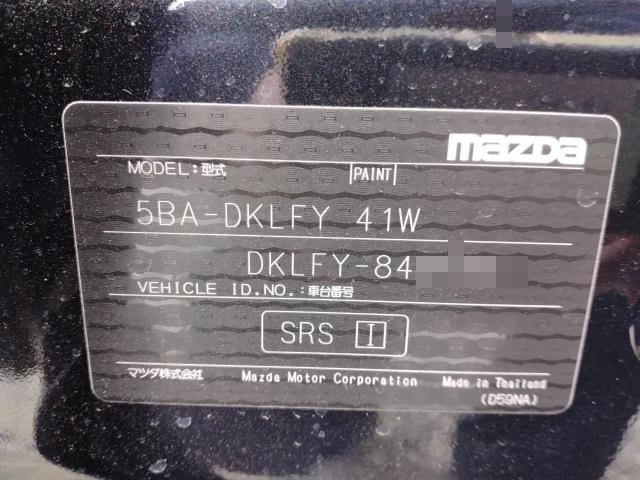 mazda
MODEL:型式 |PAINT|
5BA-DKLFY 41W
DKLFY-84
VEHICLE ID.NO.:車台番号
SRS I
マツダ株式会社 Mazda Motor Corporation Made in Thailand
(D59NA)